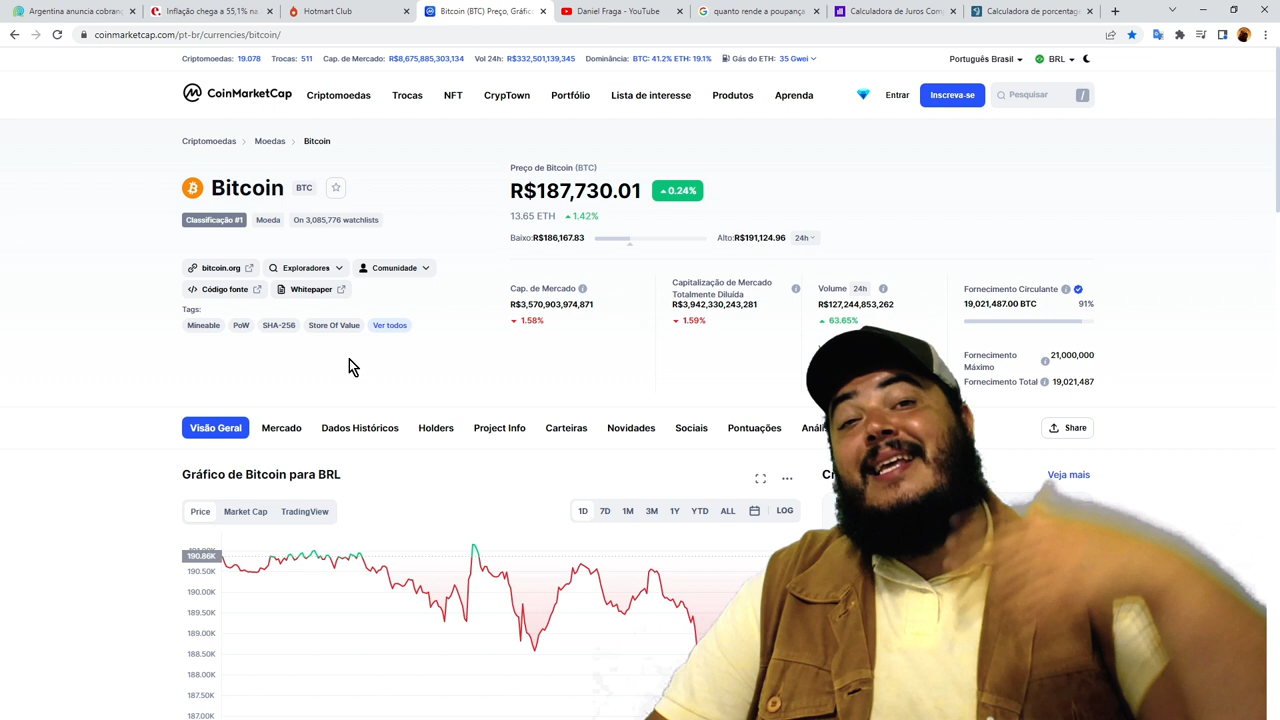 Argentina anuncia cobranç
Inflação chega a 55,1% na
Hotmart Club
Bitcoin (BTC) Preço, Gráfico
Daniel Fraga - YouTube
quanto rende a poupança
Calculadora de Juros Com
Calculadora de porcentage
coinmarketcap.com/pt-br/currencies/bitcoin/
Criptomoedas: 19.078 Trocas: 511 Cap. de Mercado: R$8,675,885,303,134 Vol 24h: R$332,501,139,345 Dominância: BTC: 41.2% ETH: 19.1% Gás do ETH: 35 Gwei
Português Brasil BRL
CoinMarketCap Criptomoedas Trocas NFT CrypTown Portfólio Lista de interesse Produtos Aprenda Entrar Inscreva-se Pesquisar /
Criptomoedas Moedas Bitcoin
Bitcoin BTC
Classificação #1 Moeda On 3,085,776 watchlists
bitcoin.org Exploradores Comunidade
Código fonte Whitepaper
Tags:
Mineable PoW SHA-256 Store Of Value Ver todos
Preço de Bitcoin (BTC)
R$187,730.01 0.24%
13.65 ETH 1.42%
Baixo:R$186,167.83 Alto:R$191,124.96 24h
Cap. de Mercado
R$3,570,903,974,871
1.58%
Capitalização de Mercado
Totalmente Diluída
R$3,942,330,243,281
1.59%
Volume 24h
R$127,244,853,262
63.65%
Fornecimento Circulante
19,021,487.00 BTC 91%
Fornecimento
Máximo
21,000,000
Fornecimento Total 19,021,487
Visão Geral Mercado Dados Históricos Holders Project Info Carteiras Novidades Sociais Pontuações Share
Gráfico de Bitcoin para BRL
Veja mais
Price Market Cap TradingView
1D 7D 1M 3M 1Y YTD ALL LOG
190.86K
190.50K
190.00K
189.50K
189.00K
188.50K
188.00K
187.50K
187.00K